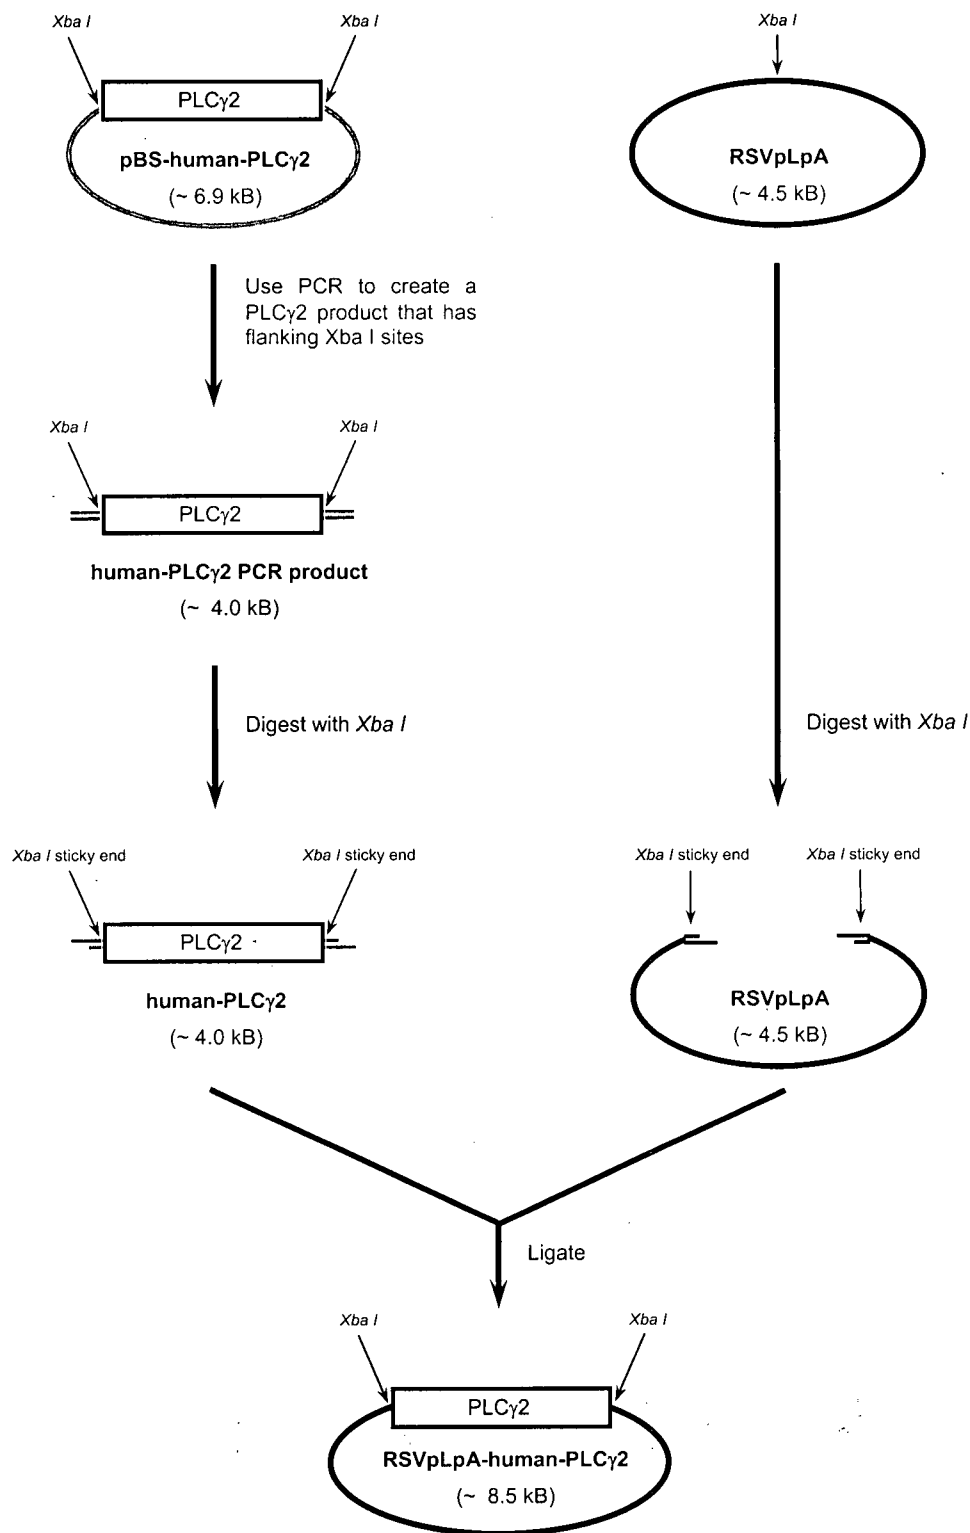 Xba I
Xba I
PLCγ2
pBS-human-PLCγ2
(~ 6.9 kB)
Xba I
RSVpLpA
(~ 4.5 kB)
Use PCR to create a
PLCγ2 product that has
flanking Xba I sites
Xba I
Xba I
PLCγ2
human-PLCγ2 PCR product
(~ 4.0 kB)
Digest with Xba I
Digest with Xba I
Xba I sticky end
Xba I sticky end
PLCγ2
human-PLCγ2
(~ 4.0 kB)
Xba I sticky end
Xba I sticky end
RSVpLpA
(~ 4.5 kB)
Ligate
Xba I
Xba I
PLCγ2
RSVpLpA-human-PLCγ2
(~ 8.5 kB)